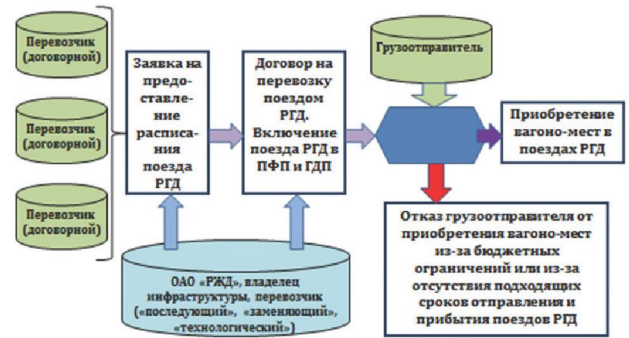 Перевозчик
(договорной)
Перевозчик
(договорной)
Перевозчик
(договорной)
Заявка на
предо-
ставле-
ние
расписа-
ния
поезда
РГД
Договор на
перевозку
поездом
РГД.
Включение
поезда РГД в
ПФП и ГДП
Грузоотправитель
Приобретение
вагоно-мест в
поездах РГД
Отказ грузоотправителя от
приобретения вагоно-мест
из-за бюджетных
ограничений или из-за
отсутствия подходящих
сроков отправления и
прибытия поездов РГД
ОАО «РЖД», владелец
инфраструктуры, перевозчик
(«последующий», «заменяющий»,
«технологический»)